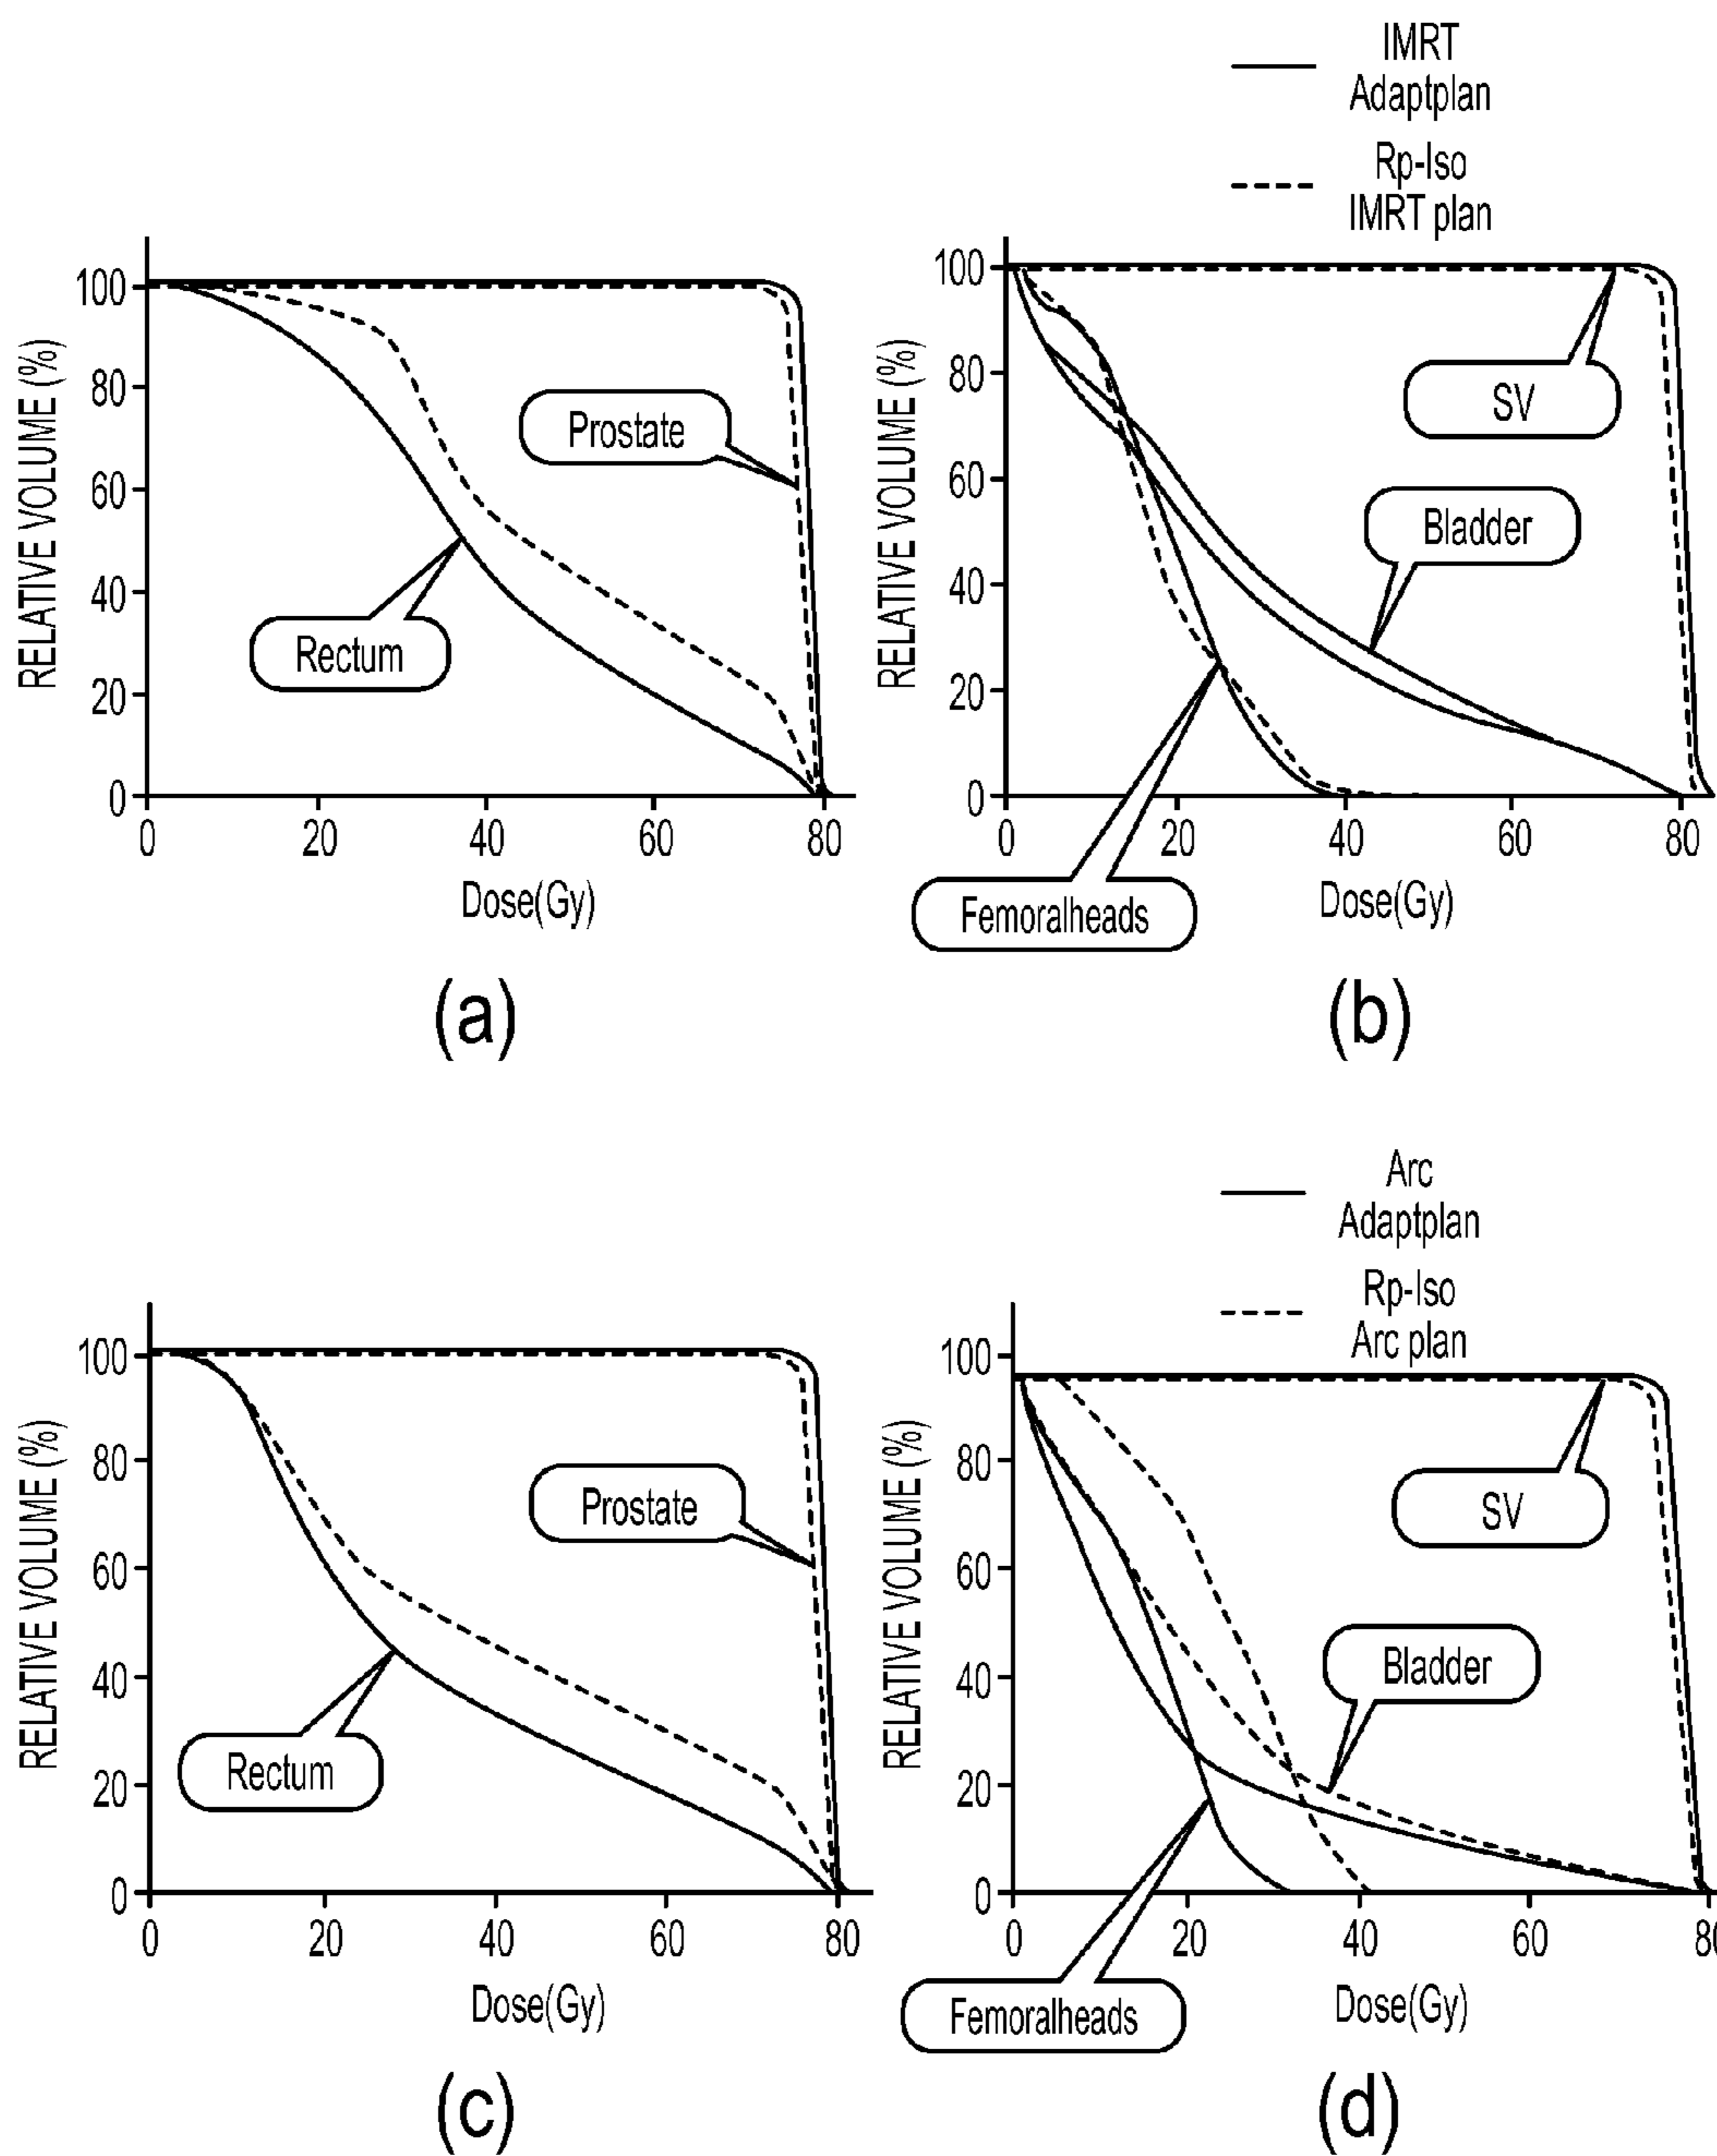 IMRT
Adaptplan
Rp-Iso
IMRT plan
RELATIVE VOLUME (%)
100
80
60
40
20
0
0 20 40 60 80
Dose(Gy)
Prostate
Rectum
(a)
RELATIVE VOLUME (%)
100
80
60
40
20
0
0 20 40 60 80
Dose(Gy)
SV
Bladder
Femoralheads
(b)
Arc
Adaptplan
Rp-Iso
Arc plan
RELATIVE VOLUME (%)
100
80
60
40
20
0
0 20 40 60 80
Dose(Gy)
Prostate
Rectum
(c)
RELATIVE VOLUME (%)
100
80
60
40
20
0
0 20 40 60 80
Dose(Gy)
SV
Bladder
Femoralheads
(d)